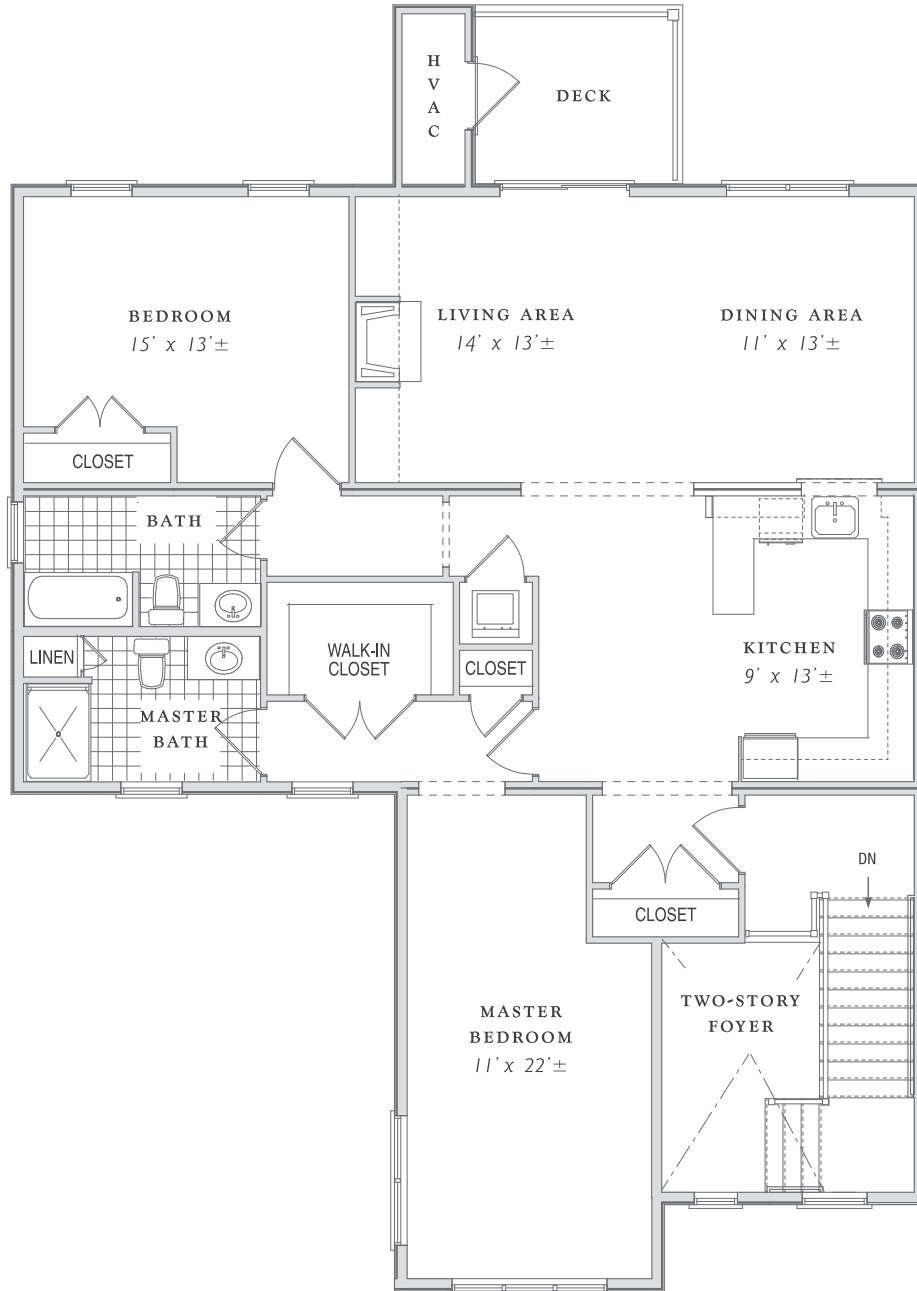 HVAC
DECK
BEDROOM
15' x 13'±
LIVING AREA
14' x 13'±
DINING AREA
11' x 13'±
CLOSET
BATH
LINEN
WALK-IN
CLOSET
CLOSET
KITCHEN
9' x 13'±
MASTER
BATH
DN
CLOSET
MASTER
BEDROOM
11' x 22'±
TWO-STORY
FOYER